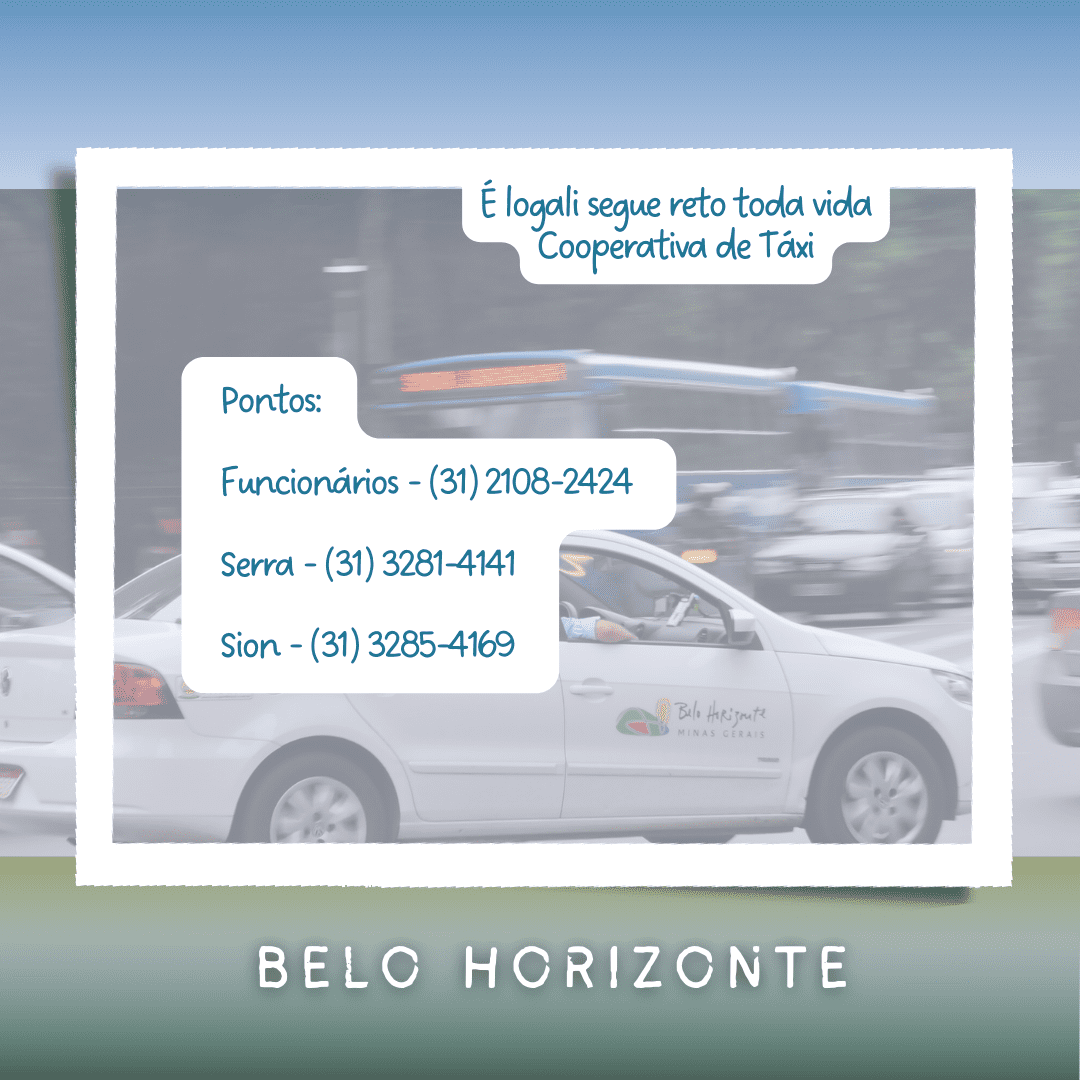 É logali segue reto toda vida
Cooperativa de Táxi
Pontos:
Funcionários - (31) 2108-2424
Serra - (31) 3281-4141
Sion - (31) 3285-4169
Belo Horizonte
MINAS GERAIS
BELO HORIZONTE